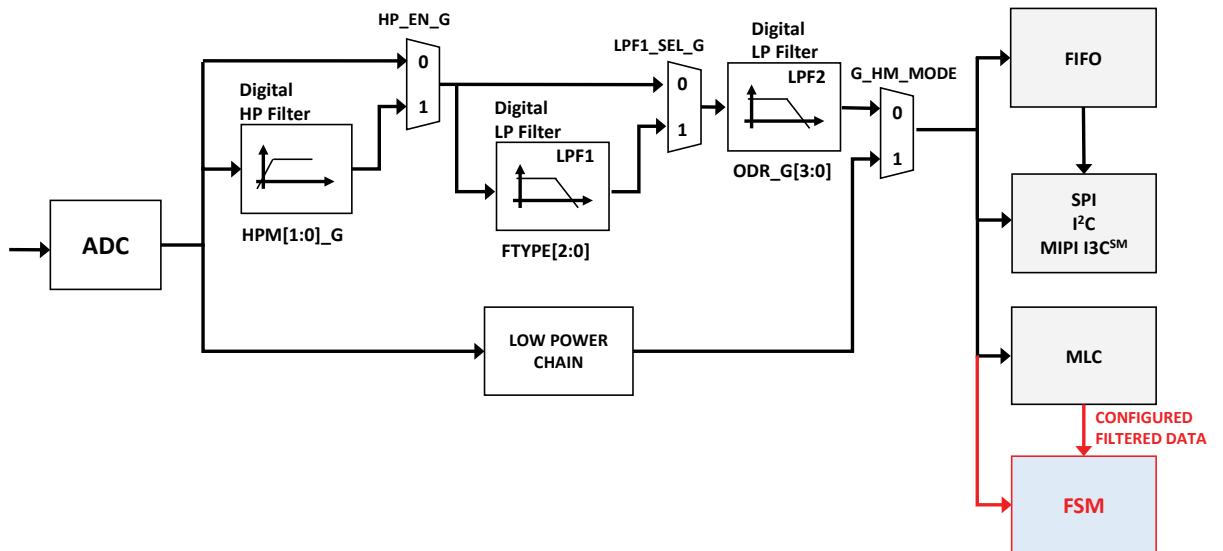 HP_EN_G
0
1
Digital
HP Filter
HPM[1:0]_G
ADC
Digital
LP Filter
LPF1
FTYPE[2:0]
LPF1_SEL_G
0
1
Digital
LP Filter
LPF2
ODR_G[3:0]
G_HM_MODE
0
1
LOW POWER
CHAIN
FIFO
SPI
I²C
MIPI I3Cˢᴹ
MLC
CONFIGURED
FILTERED DATA
FSM